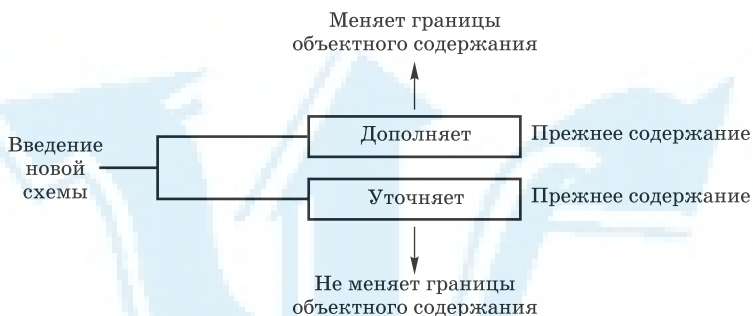 Меняет границы
объектного содержания
Введение
новой
схемы
Дополняет
Прежнее содержание
Уточняет
Прежнее содержание
Не меняет границы
объектного содержания